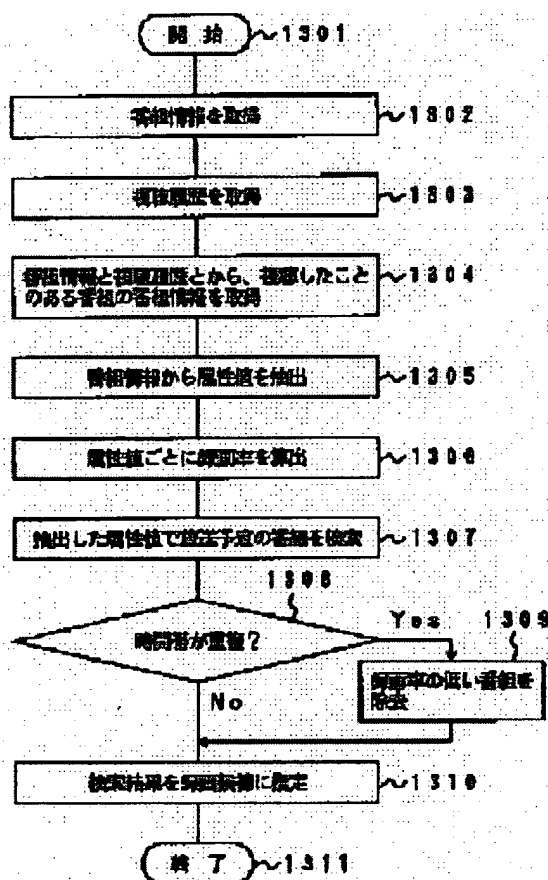 開 始 ~1301
番組情報を取得 ~1302
視聴履歴を取得 ~1303
番組情報と視聴履歴とから、視聴したこと
のある番組の番組情報を取得 ~1304
番組情報から属性値を抽出 ~1305
属性値ごとに録画率を算出 ~1306
抽出した属性値で放送予定の番組を検索 ~1307
1308
時間帯が重複？
Yes
1309
録画率の低い番組を
除去
No
検索結果を録画候補に設定 ~1310
終 了 ~1311